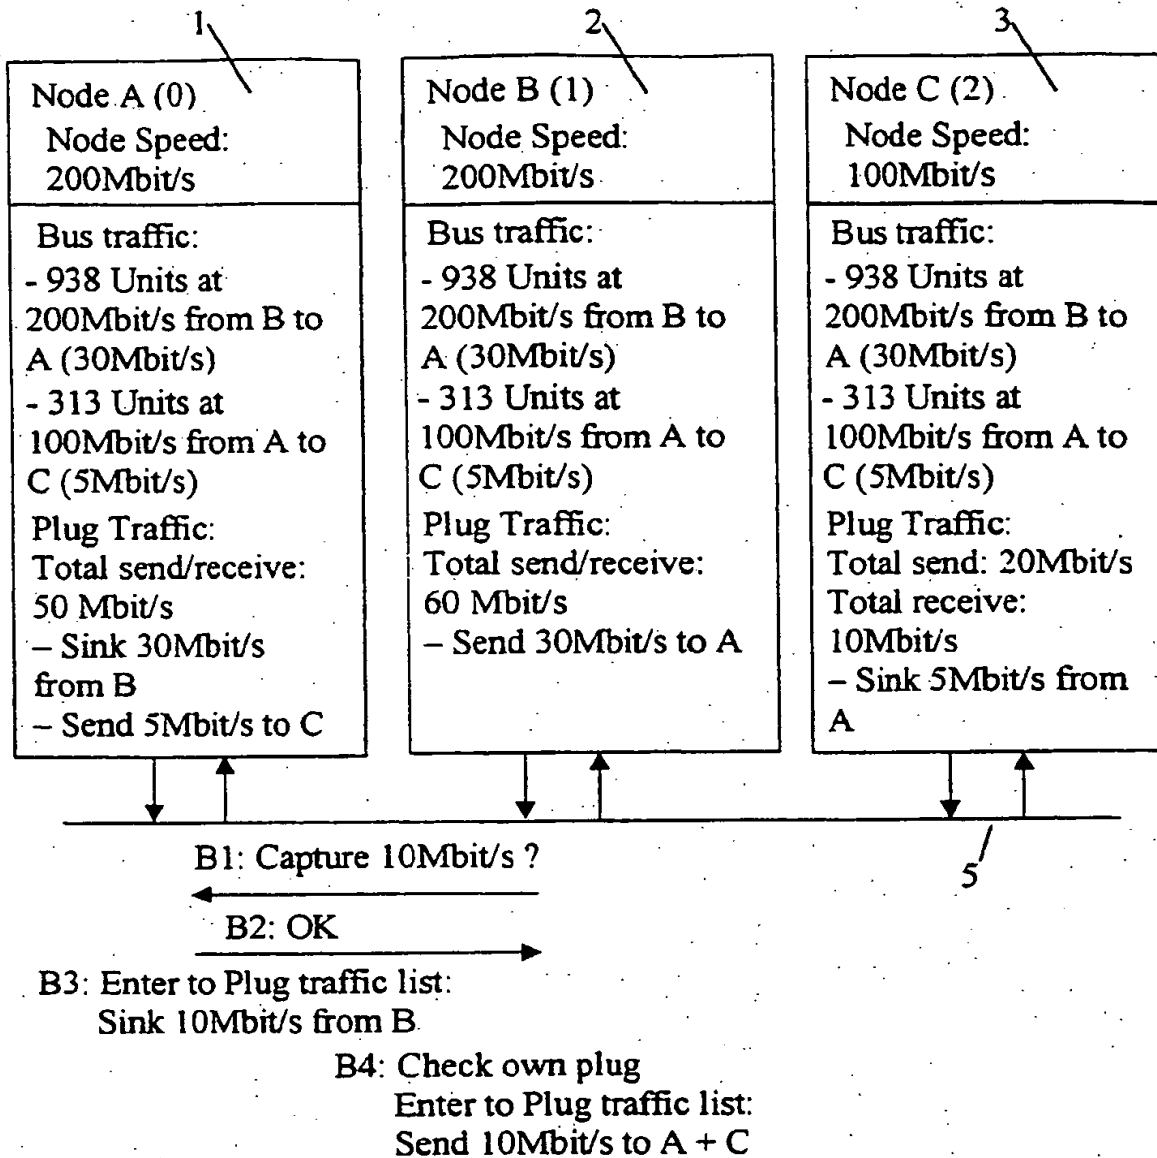 1
2
3
Node A (0)
Node Speed:
200Mbit/s
Bus traffic:
- 938 Units at
200Mbit/s from B to
A (30Mbit/s)
- 313 Units at
100Mbit/s from A to
C (5Mbit/s)
Plug Traffic:
Total send/receive:
50 Mbit/s
– Sink 30Mbit/s
from B
– Send 5Mbit/s to C
Node B (1)
Node Speed:
200Mbit/s
Bus traffic:
- 938 Units at
200Mbit/s from B to
A (30Mbit/s)
- 313 Units at
100Mbit/s from A to
C (5Mbit/s)
Plug Traffic:
Total send/receive:
60 Mbit/s
– Send 30Mbit/s to A
Node C (2)
Node Speed:
100Mbit/s
Bus traffic:
- 938 Units at
200Mbit/s from B to
A (30Mbit/s)
- 313 Units at
100Mbit/s from A to
C (5Mbit/s)
Plug Traffic:
Total send: 20Mbit/s
Total receive:
10Mbit/s
– Sink 5Mbit/s from
A
5
B1: Capture 10Mbit/s ?
B2: OK
B3: Enter to Plug traffic list:
Sink 10Mbit/s from B
B4: Check own plug
Enter to Plug traffic list:
Send 10Mbit/s to A + C